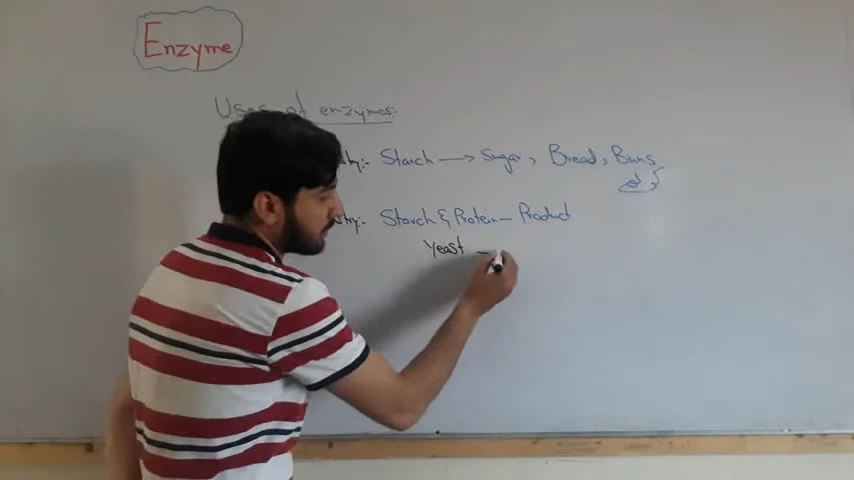 Enzyme
Uses of enzymes:
Starch → Sugar, Bread, Buns
Starch & Protein — Product
Yeast —